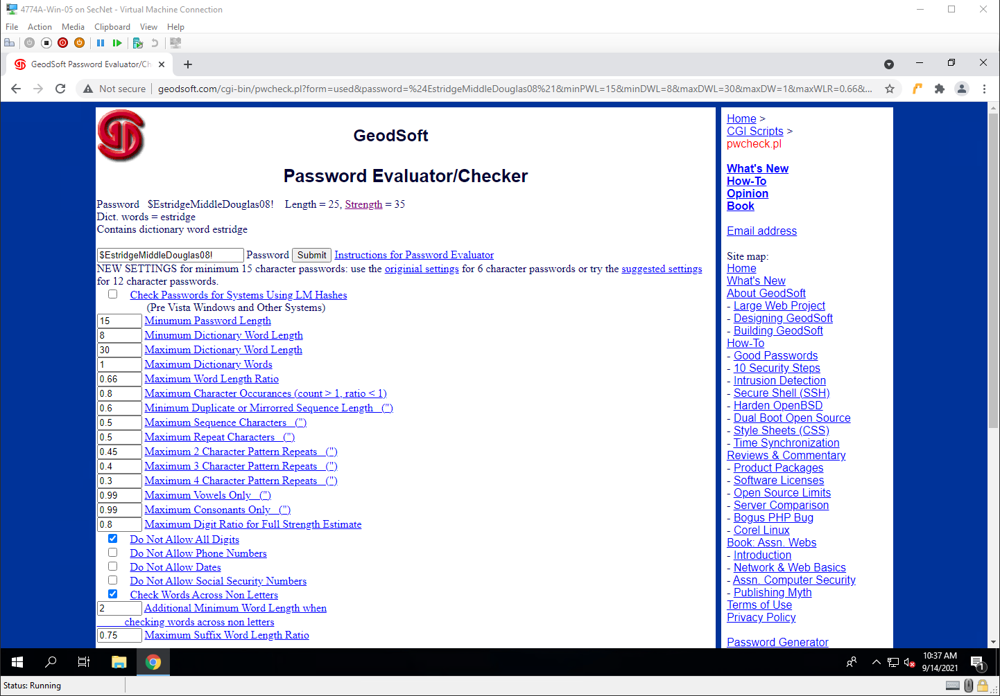 4774A-Win-05 on SecNet - Virtual Machine Connection
File Action Media Clipboard View Help
GeodSoft Password Evaluator/Ch
Not secure geodsoft.com/cgi-bin/pwcheck.pl?form=used&password=%24EstridgeMiddleDouglas08%21&minPWL=15&minDWL=8&maxDWL=30&maxDW=1&maxWLR=0.66&...
GeodSoft
Password Evaluator/Checker
Password $EstridgeMiddleDouglas08! Length = 25, Strength = 35
Dict. words = estridge
Contains dictionary word estridge
$EstridgeMiddleDouglas08! Password Submit Instructions for Password Evaluator
NEW SETTINGS for minimum 15 character passwords: use the originial settings for 6 character passwords or try the suggested settings
for 12 character passwords.
Check Passwords for Systems Using LM Hashes
(Pre Vista Windows and Other Systems)
15 Minumum Password Length
8 Minumum Dictionary Word Length
30 Maximum Dictionary Word Length
1 Maximum Dictionary Words
0.66 Maximum Word Length Ratio
0.8 Maximum Character Occurances (count > 1, ratio < 1)
0.6 Minimum Duplicate or Mirrorred Sequence Length (")
0.5 Maximum Sequence Characters (")
0.5 Maximum Repeat Characters (")
0.45 Maximum 2 Character Pattern Repeats (")
0.4 Maximum 3 Character Pattern Repeats (")
0.3 Maximum 4 Character Pattern Repeats (")
0.99 Maximum Vowels Only (")
0.99 Maximum Consonants Only (")
0.8 Maximum Digit Ratio for Full Strength Estimate
Do Not Allow All Digits
Do Not Allow Phone Numbers
Do Not Allow Dates
Do Not Allow Social Security Numbers
Check Words Across Non Letters
2 Additional Minimum Word Length when
checking words across non letters
0.75 Maximum Suffix Word Length Ratio
Home >
CGI Scripts >
pwcheck.pl
What's New
How-To
Opinion
Book
Email address
Site map:
Home
What's New
About GeodSoft
- Large Web Project
- Designing GeodSoft
- Building GeodSoft
How-To
- Good Passwords
- 10 Security Steps
- Intrusion Detection
- Secure Shell (SSH)
- Harden OpenBSD
- Dual Boot Open Source
- Style Sheets (CSS)
- Time Synchronization
Reviews & Commentary
- Product Packages
- Software Licenses
- Open Source Limits
- Server Comparison
- Bogus PHP Bug
- Corel Linux
Book: Assn. Webs
- Introduction
- Network & Web Basics
- Assn. Computer Security
- Publishing Myth
Terms of Use
Privacy Policy
Password Generator
10:37 AM
9/14/2021
1
Status: Running